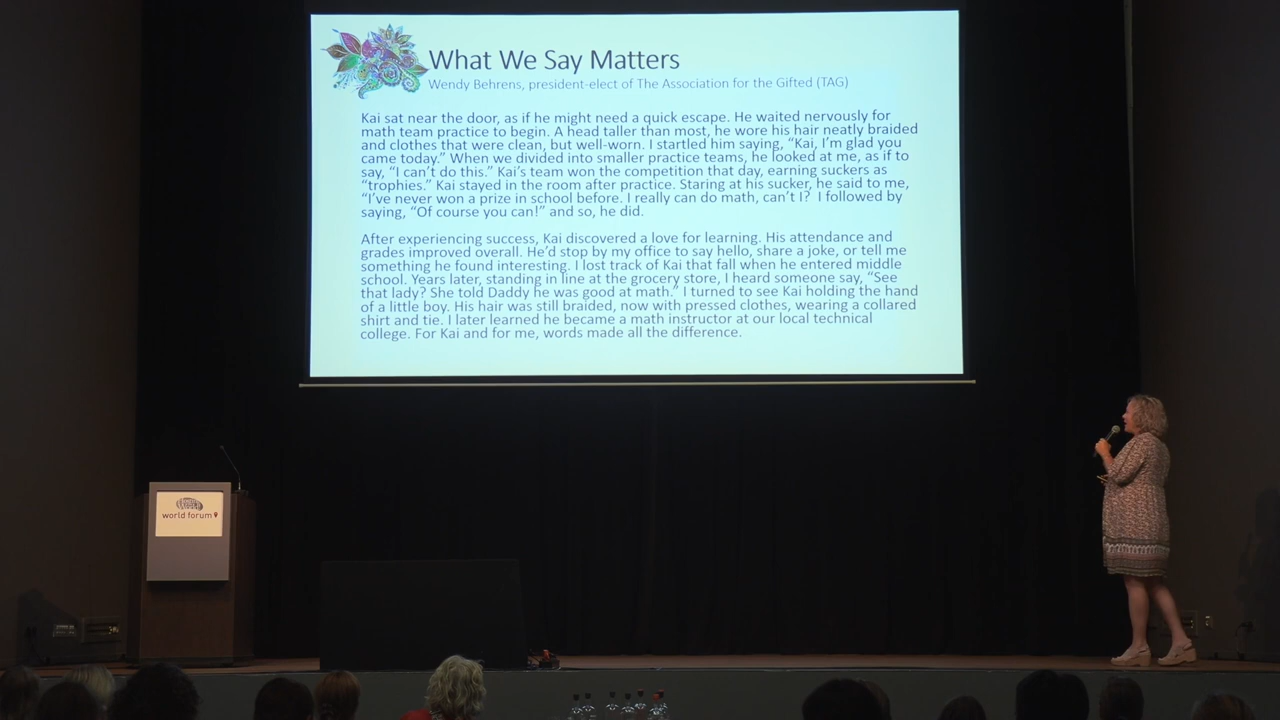 What We Say Matters
Wendy Behrens, president-elect of The Association for the Gifted (TAG)
Kai sat near the door, as if he might need a quick escape. He waited nervously for
math team practice to begin. A head taller than most, he wore his hair neatly braided
and clothes that were clean, but well-worn. I startled him saying, “Kai, I’m glad you
came today.” When we divided into smaller practice teams, he looked at me, as if to
say, “I can’t do this.” Kai’s team won the competition that day, earning suckers as
“trophies.” Kai stayed in the room after practice. Staring at his sucker, he said to me,
“I’ve never won a prize in school before. I really can do math, can’t I?  I followed by
saying, “Of course you can!” and so, he did.
After experiencing success, Kai discovered a love for learning. His attendance and
grades improved overall. He’d stop by my office to say hello, share a joke, or tell me
something he found interesting. I lost track of Kai that fall when he entered middle
school. Years later, standing in line at the grocery store, I heard someone say, “See
that lady? She told Daddy he was good at math.” I turned to see Kai holding the hand
of a little boy. His hair was still braided, now with pressed clothes, wearing a collared
shirt and tie. I later learned he became a math instructor at our local technical
college. For Kai and for me, words made all the difference.
world forum